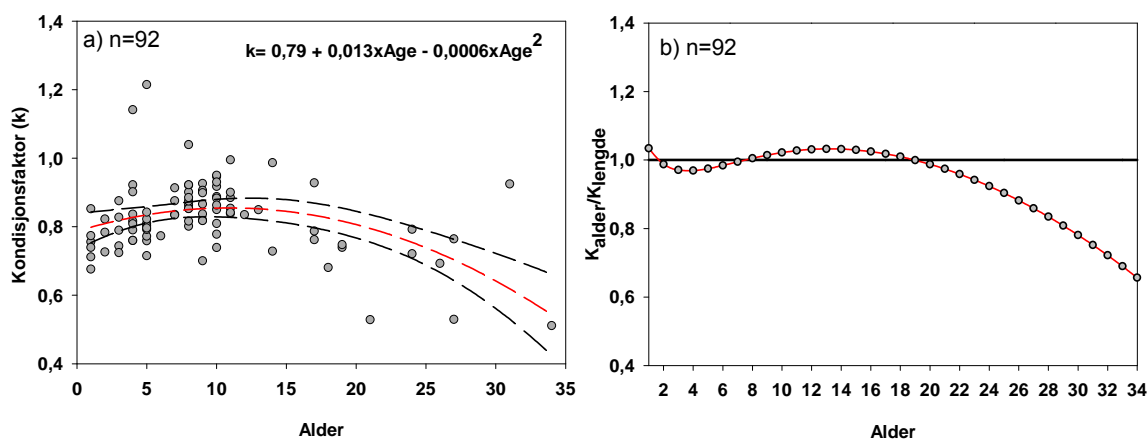 a) n=92
k= 0,79 + 0,013xAge - 0,0006xAge²
Kondisjonsfaktor (k)
1,4
1,2
1,0
0,8
0,6
0,4
0 5 10 15 20 25 30 35
Alder
b) n=92
K_alder/K_lengde
1,4
1,2
1,0
0,8
0,6
0,4
2 4 6 8 10 12 14 16 18 20 22 24 26 28 30 32 34
Alder